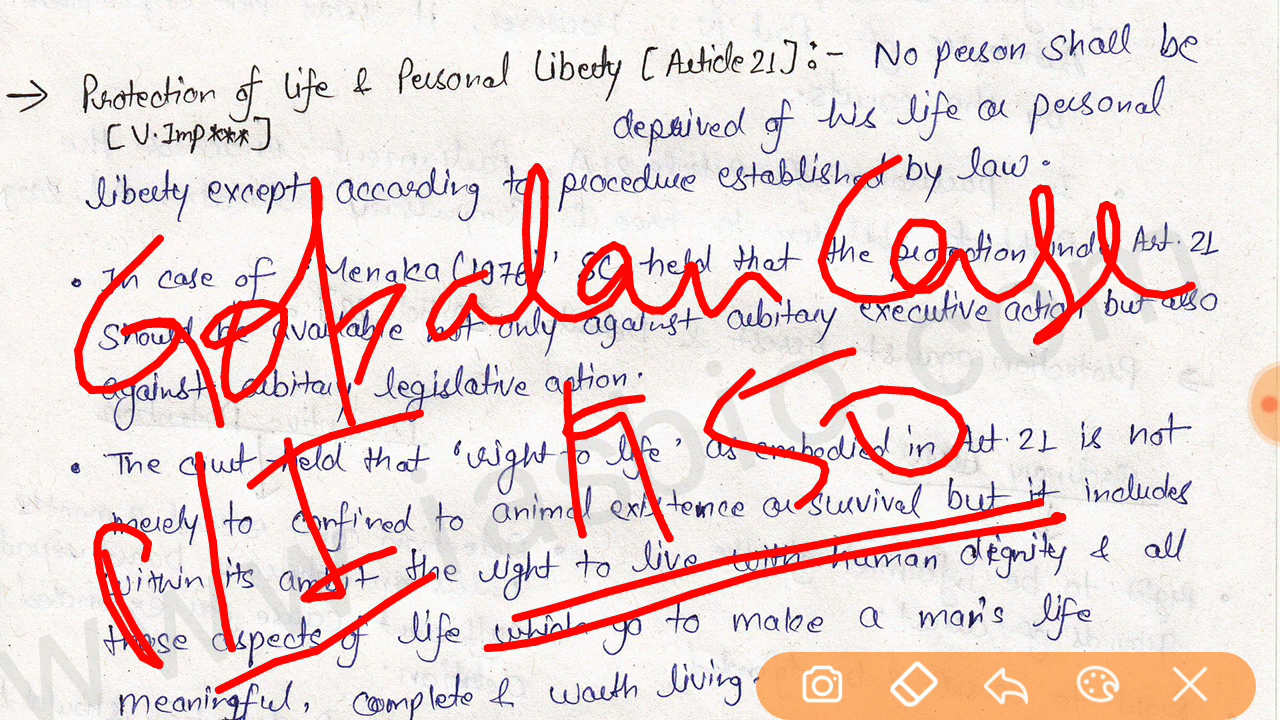 → Protection of life & Personal Liberty [Article 21]:- No person shall be
[V.Imp***] deprived of his life or personal
liberty except according to procedure established by law.
• In case of Menaka (1978) SC held that the protection under Art. 21
should be available not only against arbitary executive action but also
against arbitary legislative action.
Gopalan Case
1950
• The court held that 'right to life' as embodied in Art. 21 is not
merely to confined to animal existence or survival but it includes
within its ambit the right to live with human dignity & all
those aspects of life which go to make a man's life
meaningful, complete & worth living.
www.iasbio.com